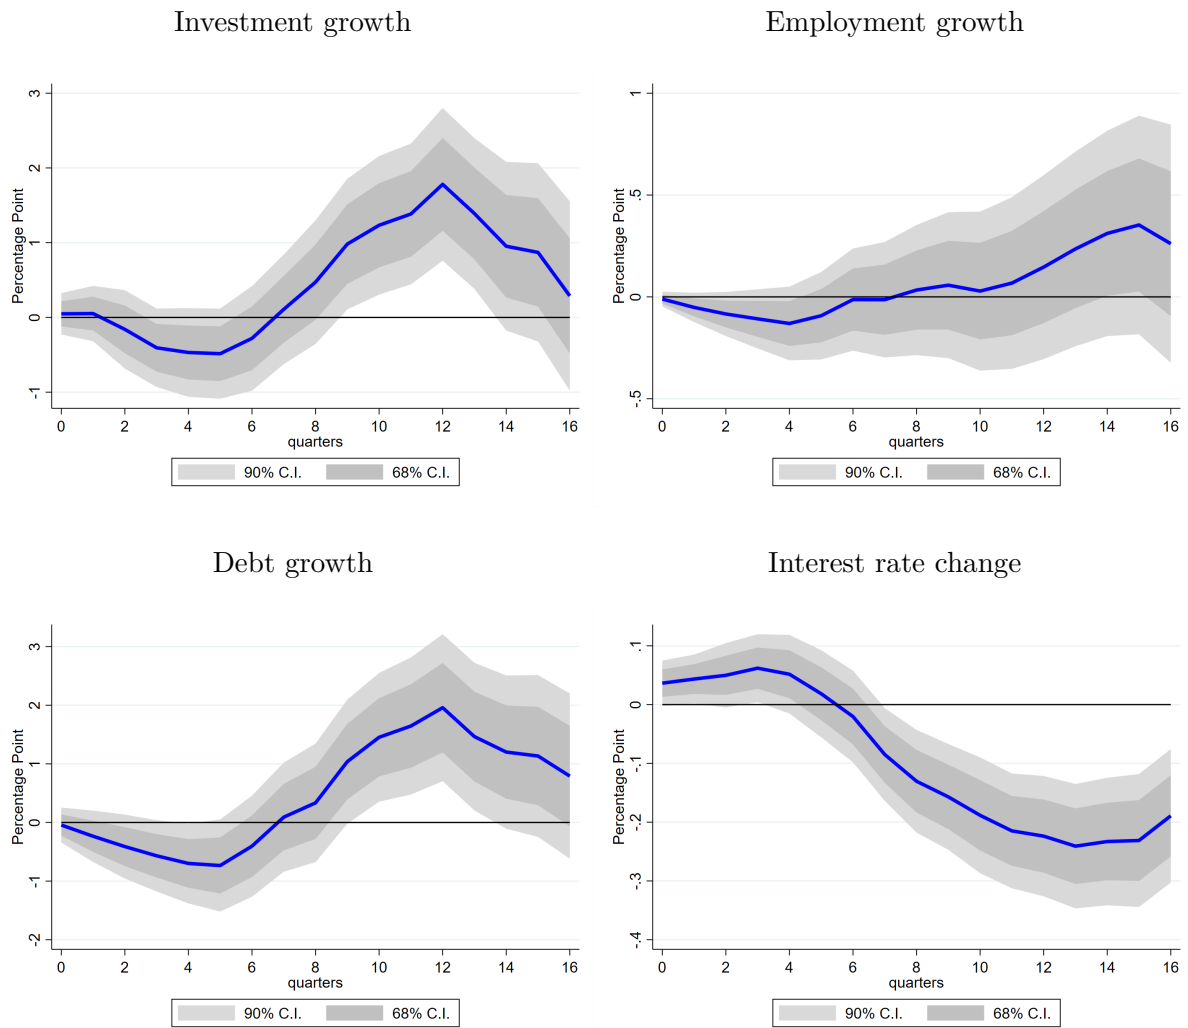 Investment growth
Employment growth
3
2
1
0
-1
Percentage Point
0 2 4 6 8 10 12 14 16
quarters
90% C.I. 68% C.I.
1
.5
0
-.5
Percentage Point
0 2 4 6 8 10 12 14 16
quarters
90% C.I. 68% C.I.
Debt growth
Interest rate change
3
2
1
0
-1
-2
Percentage Point
0 2 4 6 8 10 12 14 16
quarters
90% C.I. 68% C.I.
.1
0
-.1
-.2
-.3
-.4
Percentage Point
0 2 4 6 8 10 12 14 16
quarters
90% C.I. 68% C.I.